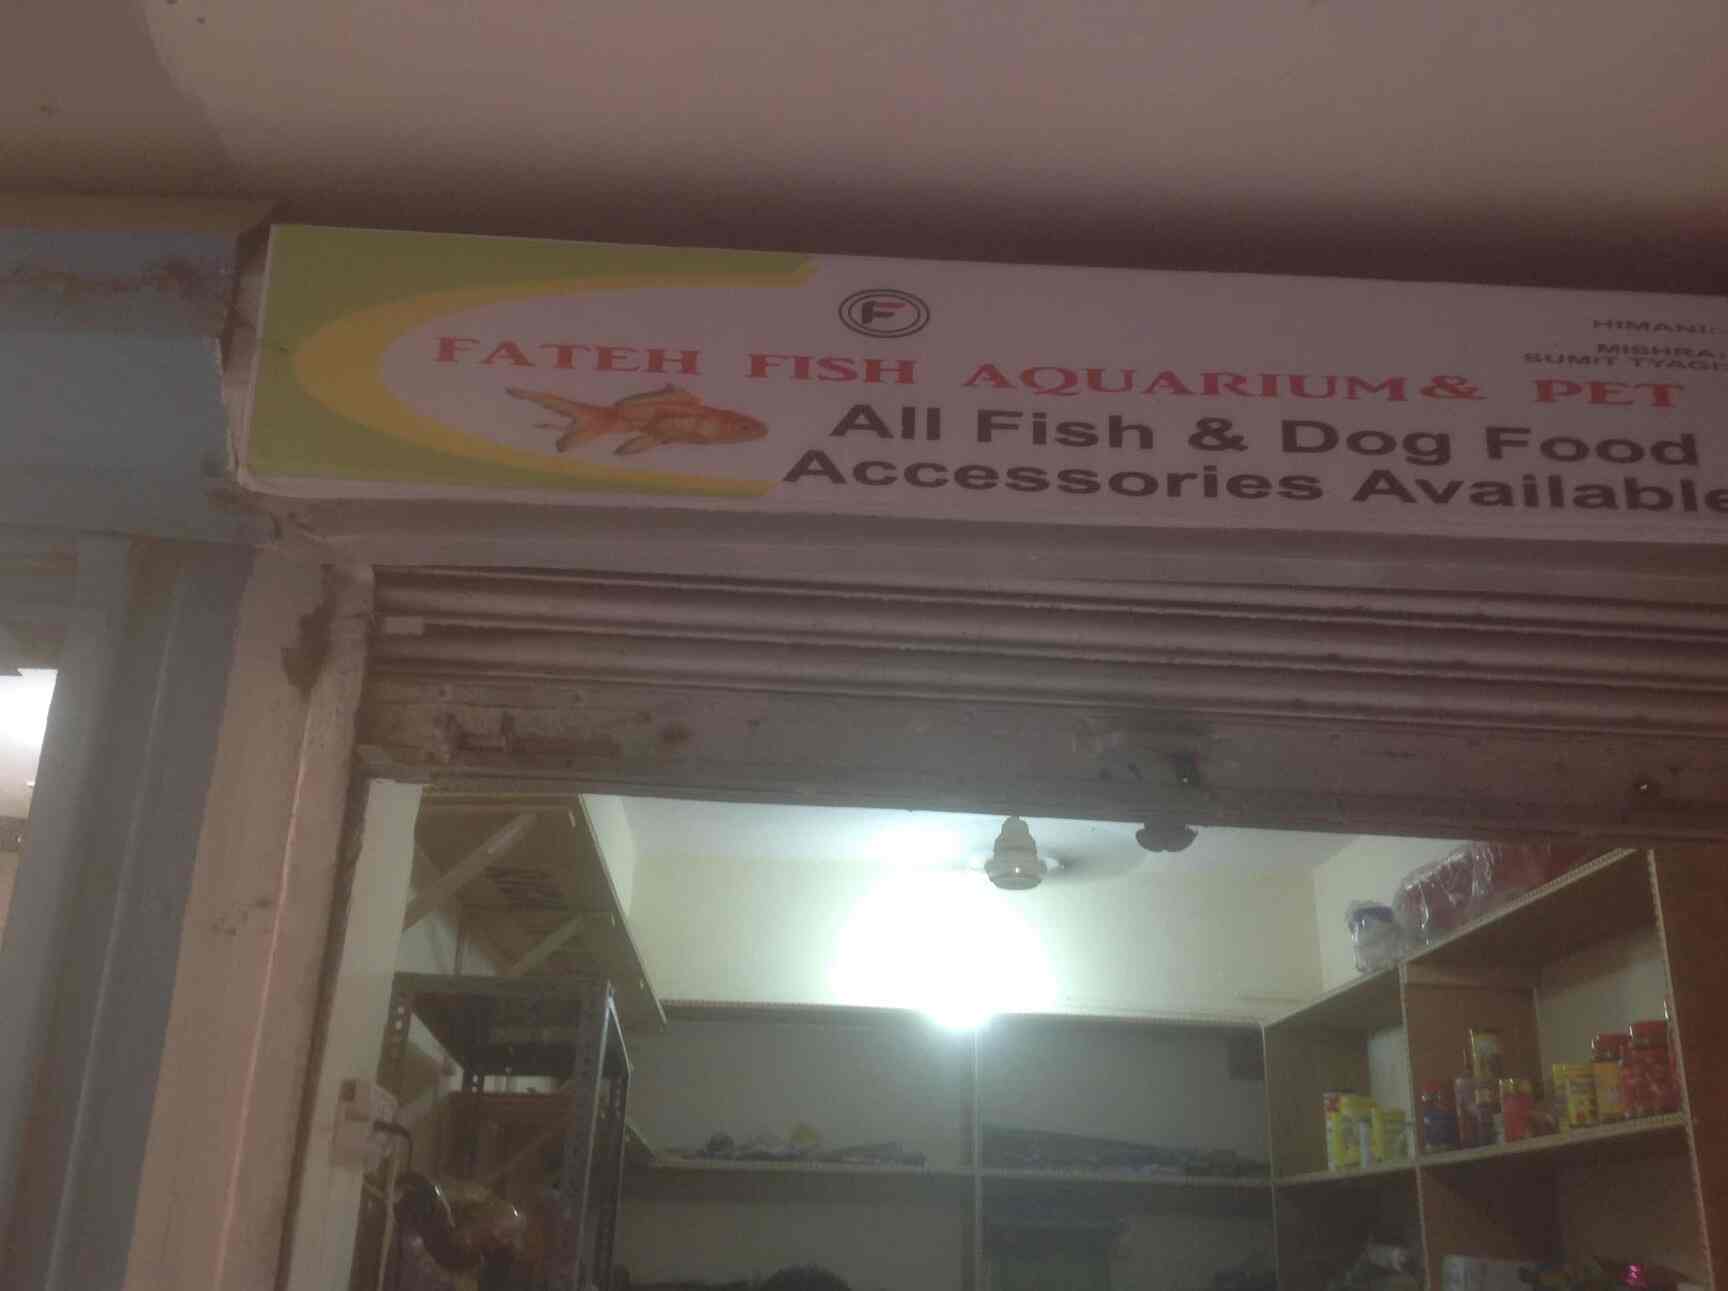 F
HIMANI
MISHRA
SUMIT TYAGI
FATEH FISH AQUARIUM & PET
All Fish & Dog Food
Accessories Available